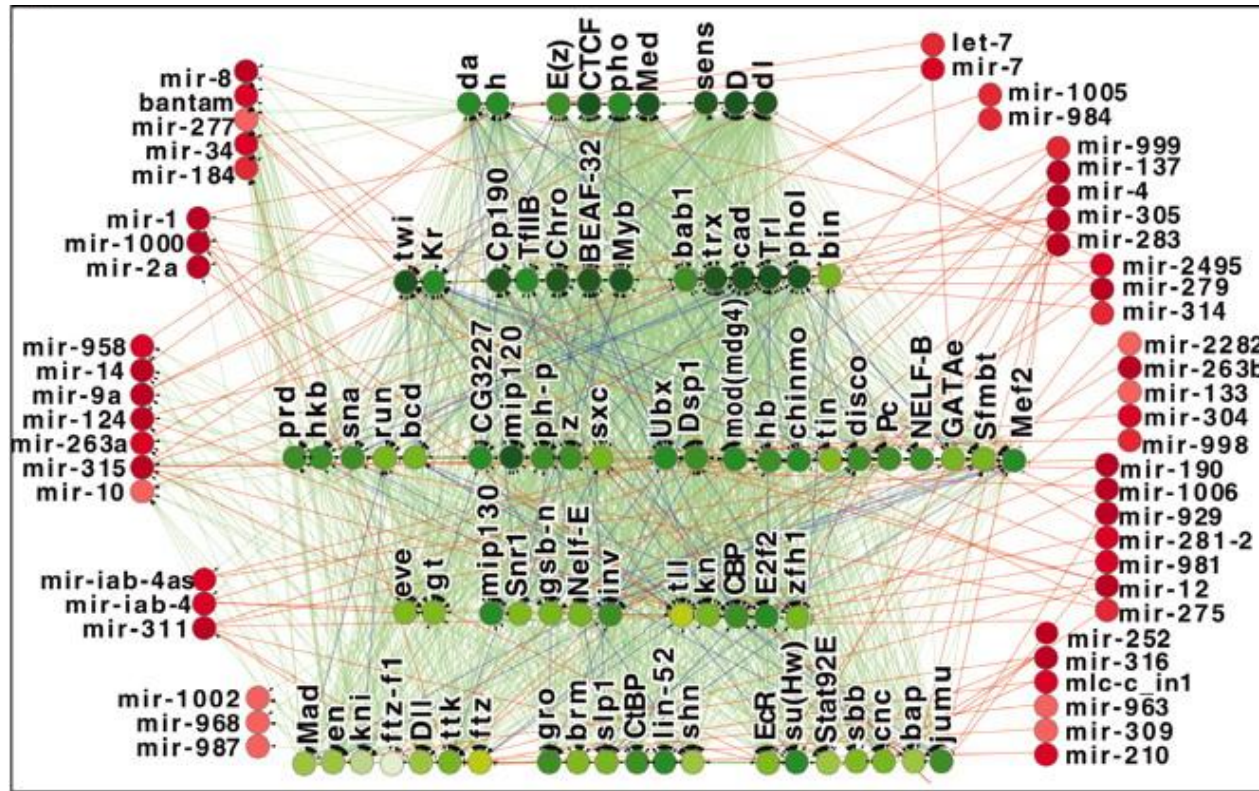 mir-8
bantam
mir-277
mir-34
mir-184
mir-1
mir-1000
mir-2a
mir-958
mir-14
mir-9a
mir-124
mir-263a
mir-315
mir-10
mir-iab-4as
mir-iab-4
mir-311
mir-1002
mir-968
mir-987
da
h
E(z)
CTCF
pho
Med
sens
D
dl
twi
Kr
Cp190
TfIIB
Chro
BEAF-32
Myb
bab1
trx
cad
Trl
phol
bin
prd
hkb
sna
run
bcd
CG3227
mip120
ph-p
z
sxc
Ubx
Dsp1
mod(mdg4)
hb
chinmo
tin
disco
Pc
NELF-B
GATAe
Sfmbt
Mef2
eve
gt
mip130
Snr1
gsb-n
Nelf-E
inv
tll
kn
CBP
E2f2
zfh1
Mad
en
kni
ftz-f1
Dll
ttk
ftz
gro
brm
slp1
CtBP
lin-52
shn
EcR
su(Hw)
Stat92E
sbb
cnc
bap
jumu
let-7
mir-7
mir-1005
mir-984
mir-999
mir-137
mir-4
mir-305
mir-283
mir-2495
mir-279
mir-314
mir-2282
mir-263b
mir-133
mir-304
mir-998
mir-190
mir-1006
mir-929
mir-281-2
mir-981
mir-12
mir-275
mir-252
mir-316
mlc-c_in1
mir-963
mir-309
mir-210